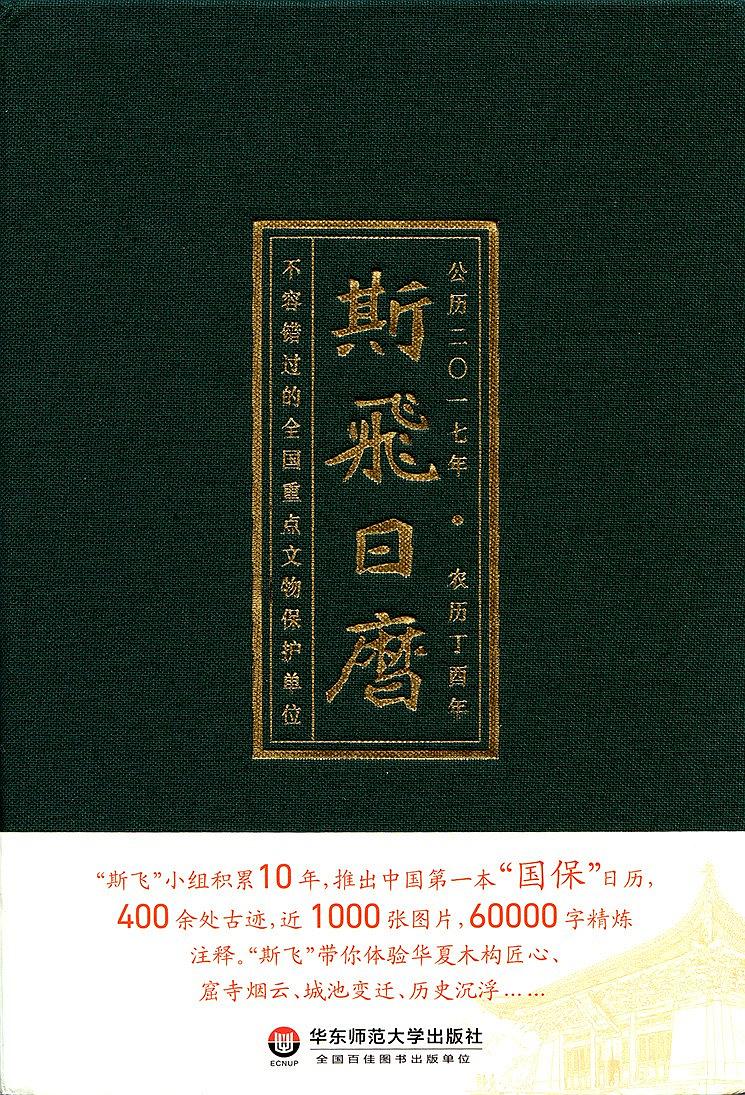 公历二〇一七年 • 农历丁酉年
斯飛日曆
不容错过的全国重点文物保护单位
“斯飞”小组积累10年,推出中国第一本“国保”日历,
400余处古迹,近1000张图片,60000字精炼
注释。“斯飞”带你体验华夏木构匠心、
窟寺烟云、城池变迁、历史沉浮……
ECNUP
华东师范大学出版社
全国百佳图书出版单位